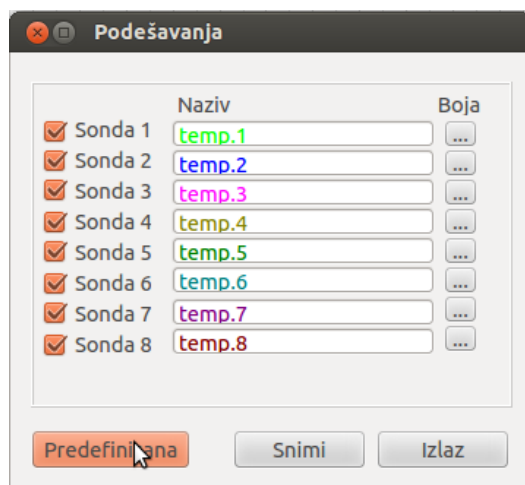 Podešavanja
Naziv Boja
Sonda 1 temp.1 ...
Sonda 2 temp.2 ...
Sonda 3 temp.3 ...
Sonda 4 temp.4 ...
Sonda 5 temp.5 ...
Sonda 6 temp.6 ...
Sonda 7 temp.7 ...
Sonda 8 temp.8 ...
Predefinisana Snimi Izlaz